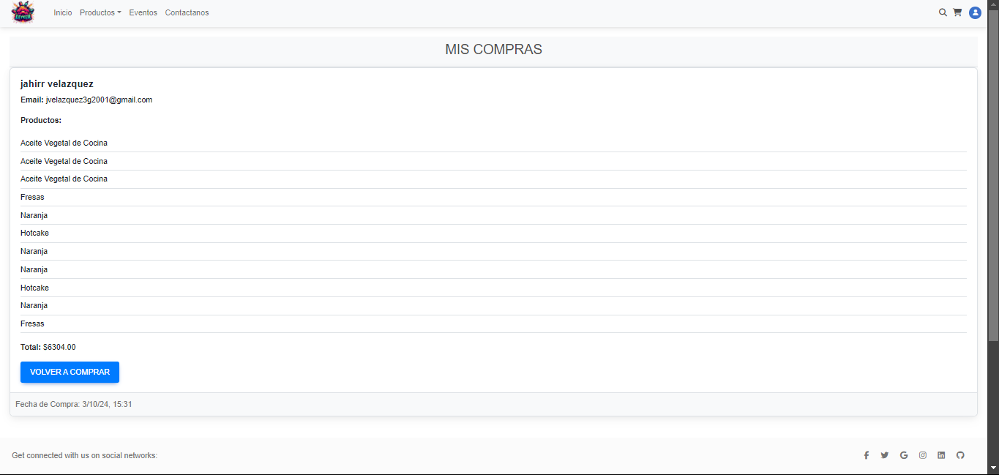 LEYKER
Inicio Productos Eventos Contactanos
MIS COMPRAS
jahirr velazquez
Email: jvelazquez3g2001@gmail.com
Productos:
Aceite Vegetal de Cocina
Aceite Vegetal de Cocina
Aceite Vegetal de Cocina
Fresas
Naranja
Hotcake
Naranja
Naranja
Hotcake
Naranja
Fresas
Total: $6304.00
VOLVER A COMPRAR
Fecha de Compra: 3/10/24, 15:31
Get connected with us on social networks: